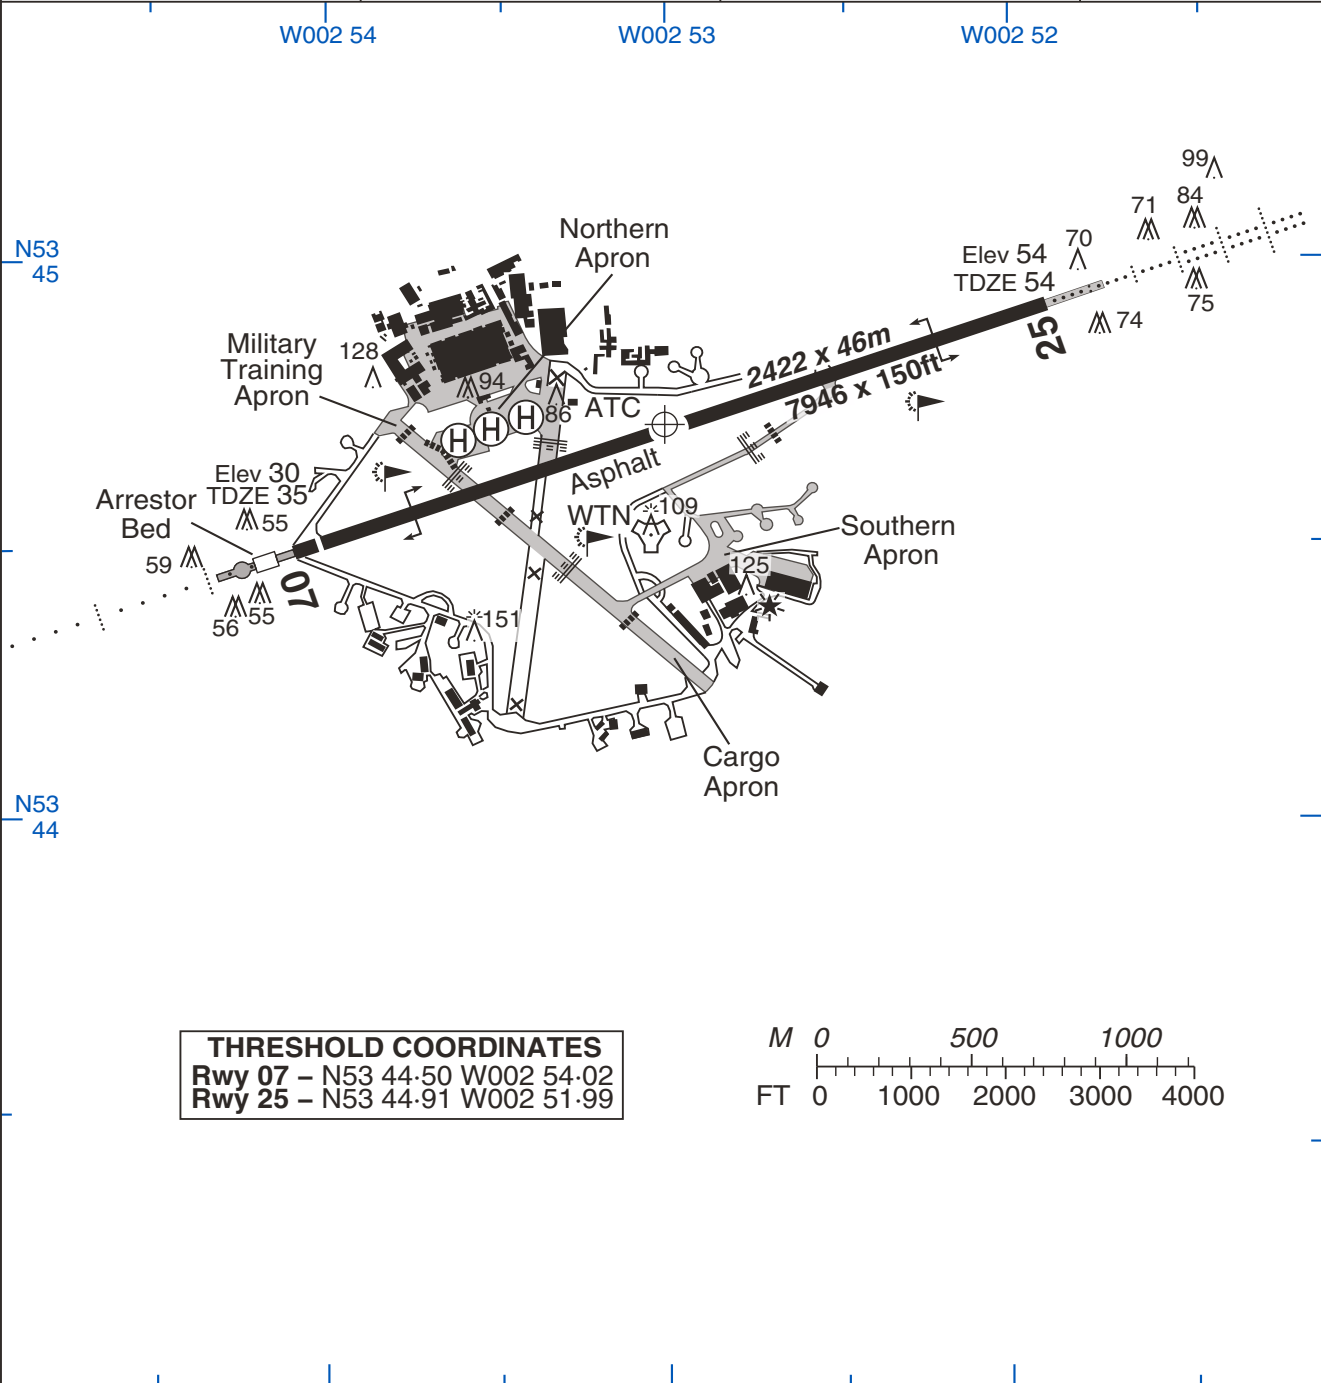 W002 54
W002 53
W002 52
99
84
71
70
Northern
Apron
N53
45
Elev 54
TDZE 54
75
74
25
Military
Training
Apron
128
94
86
ATC
2422 x 46m
7946 x 150ft
H
H
H
Asphalt
Elev 30
TDZE 35
Arrestor
Bed
55
59
WTN
109
Southern
Apron
125
07
56
55
151
Cargo
Apron
N53
44
THRESHOLD COORDINATES
Rwy 07 – N53 44·50 W002 54·02
Rwy 25 – N53 44·91 W002 51·99
M 0 500 1000
FT 0 1000 2000 3000 4000